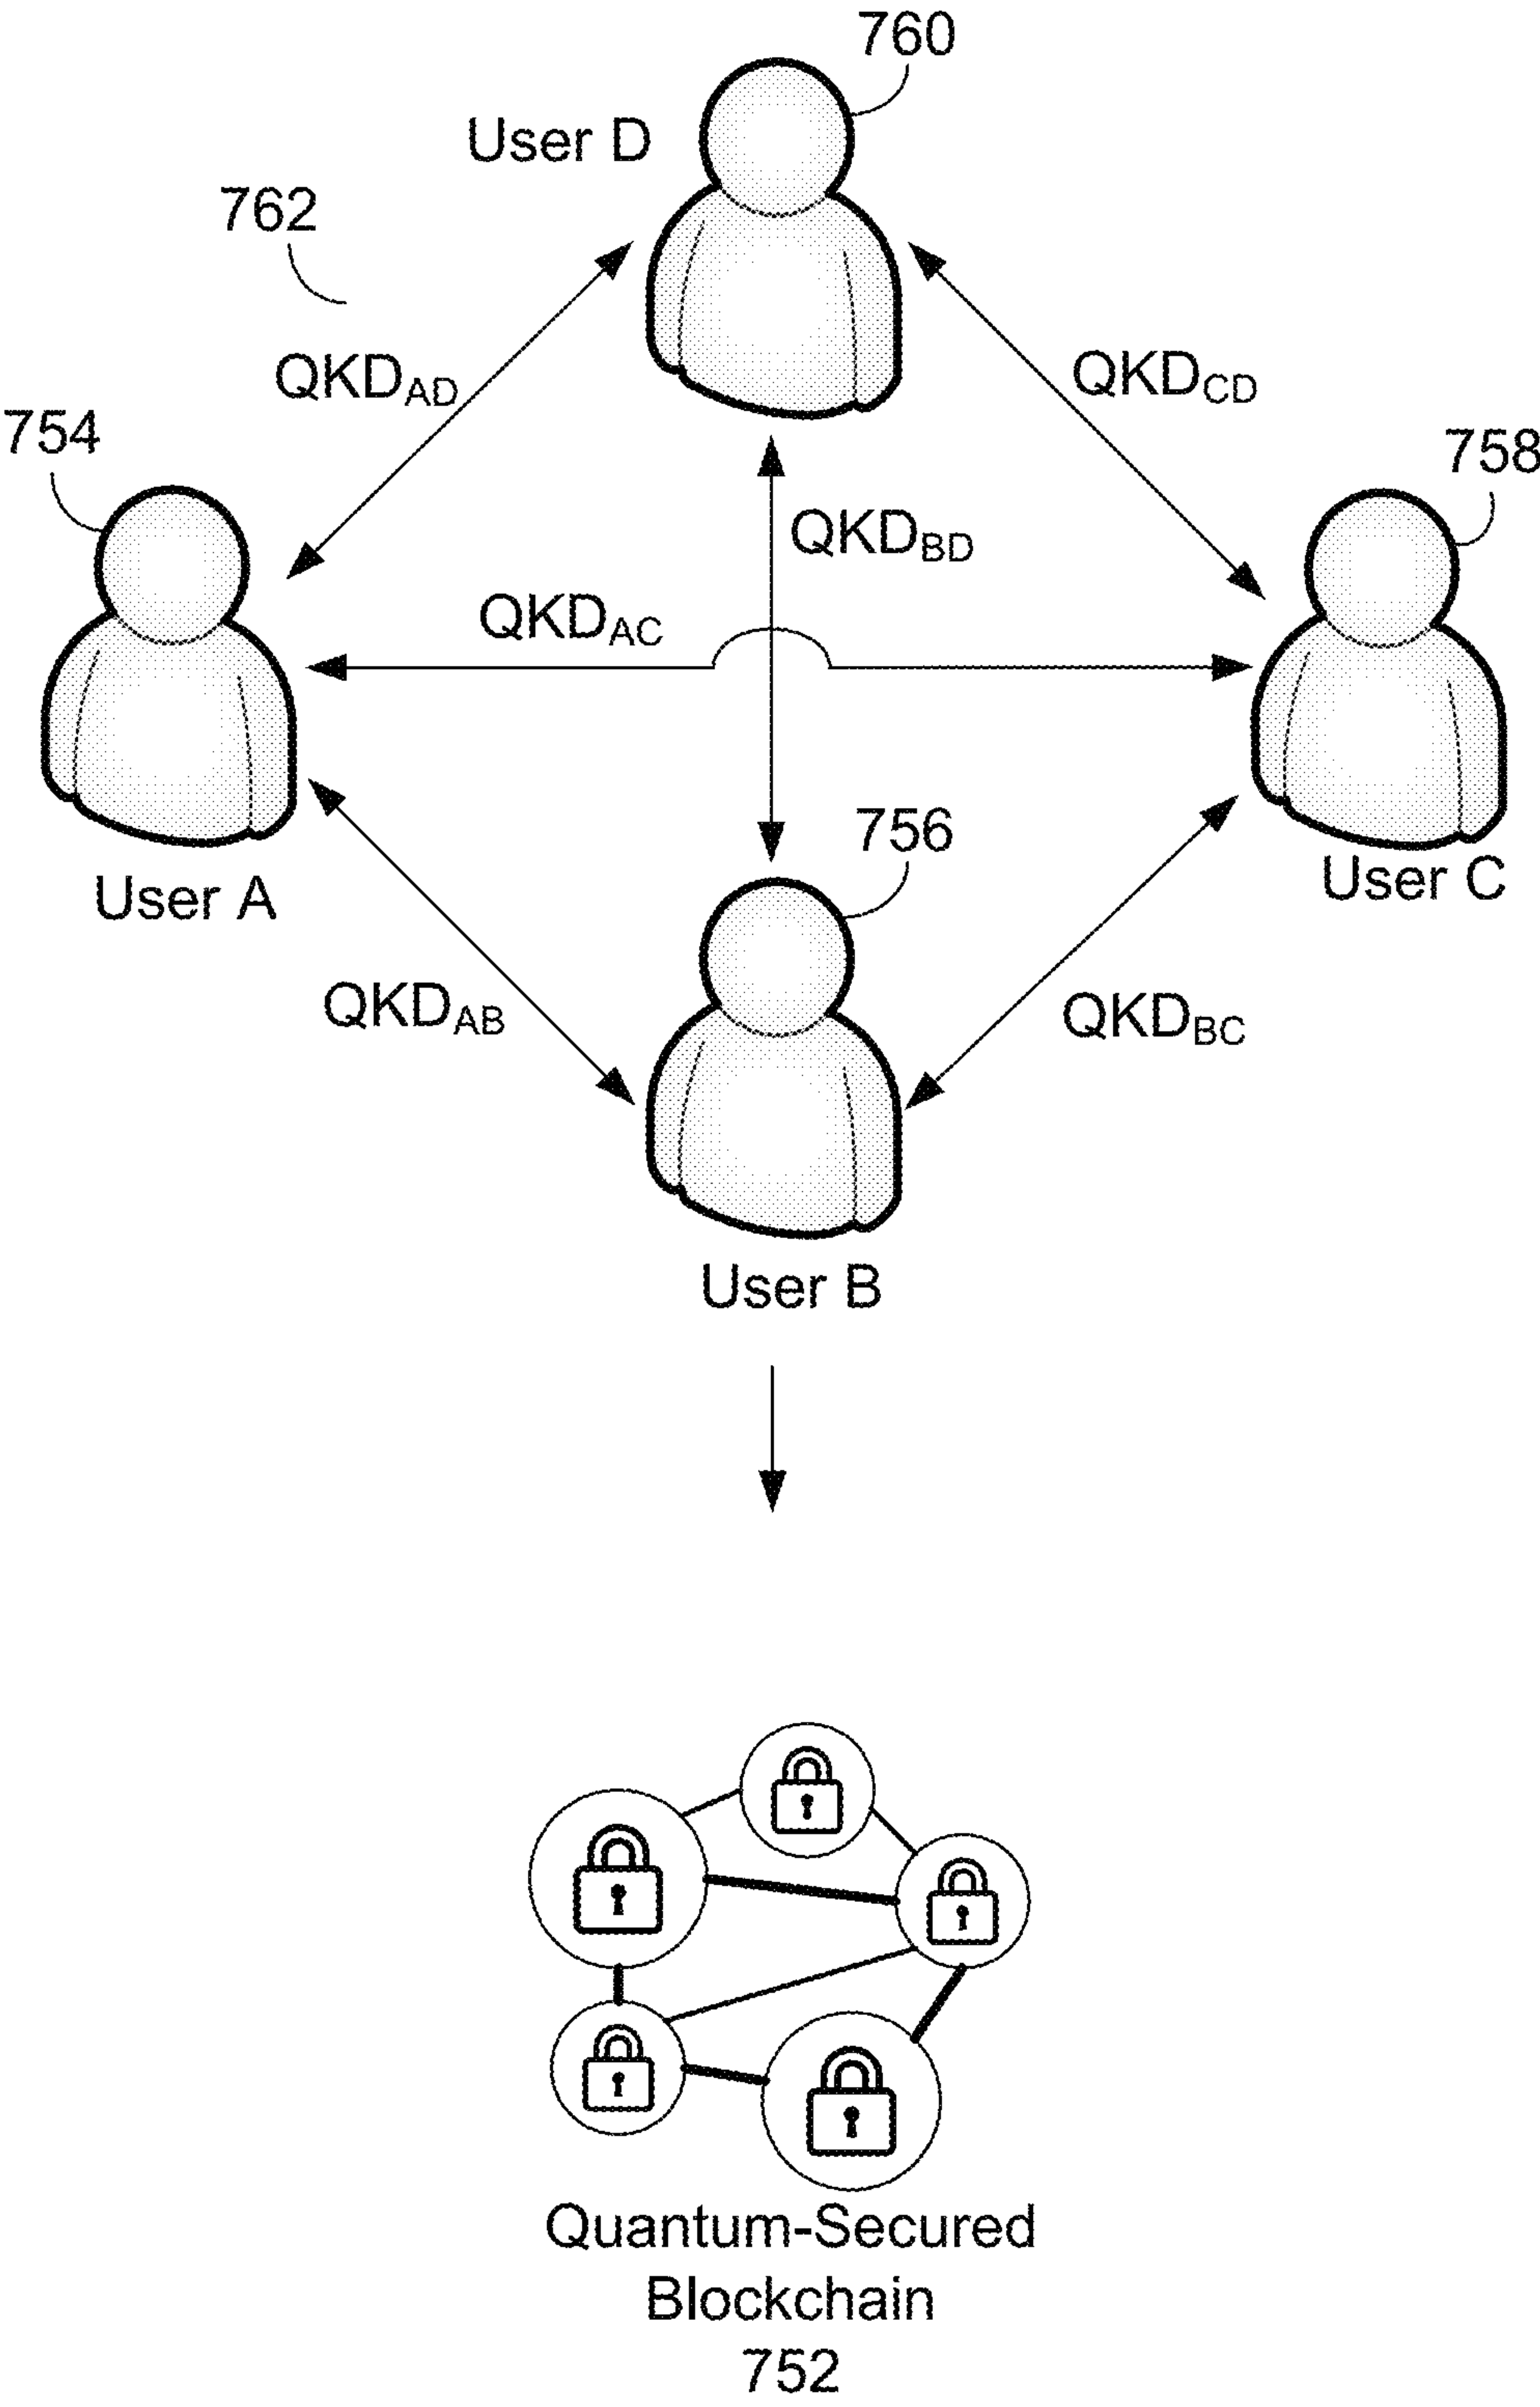 760
User D
762
QKDAD
QKDCD
754
758
QKDBD
QKDAC
756
User A
User C
QKDAB
QKDBC
User B
Quantum-Secured
Blockchain
752